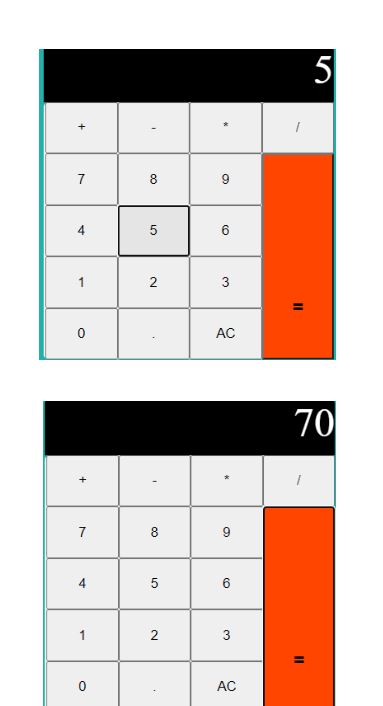 5
+ - * /
7 8 9
4 5 6
1 2 3
=
0 . AC
70
+ - * /
7 8 9
4 5 6
1 2 3
=
0 . AC